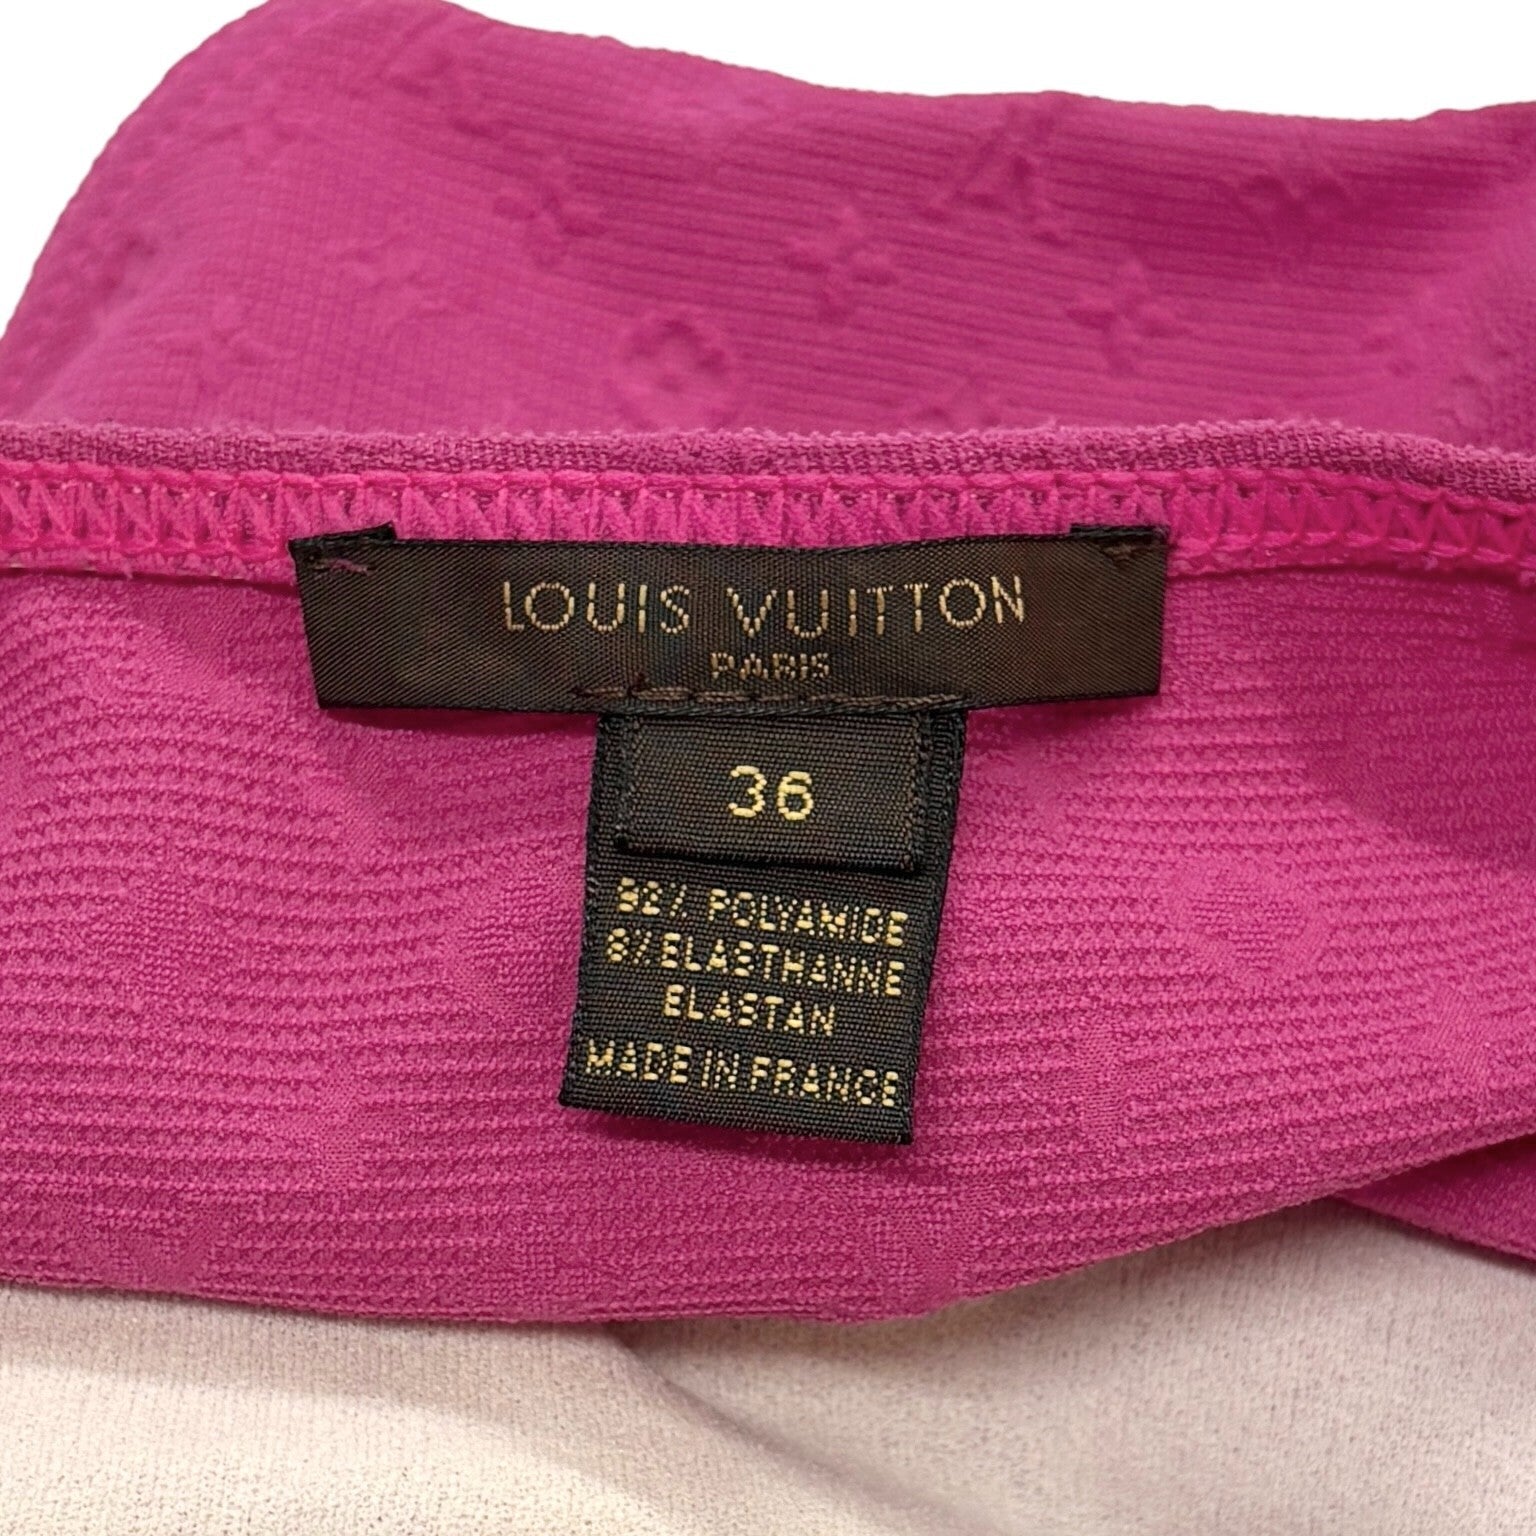 LOUIS VUITTON
PARIS
36
92% POLYAMIDE
8% ELASTHANNE
ELASTAN
MADE IN FRANCE